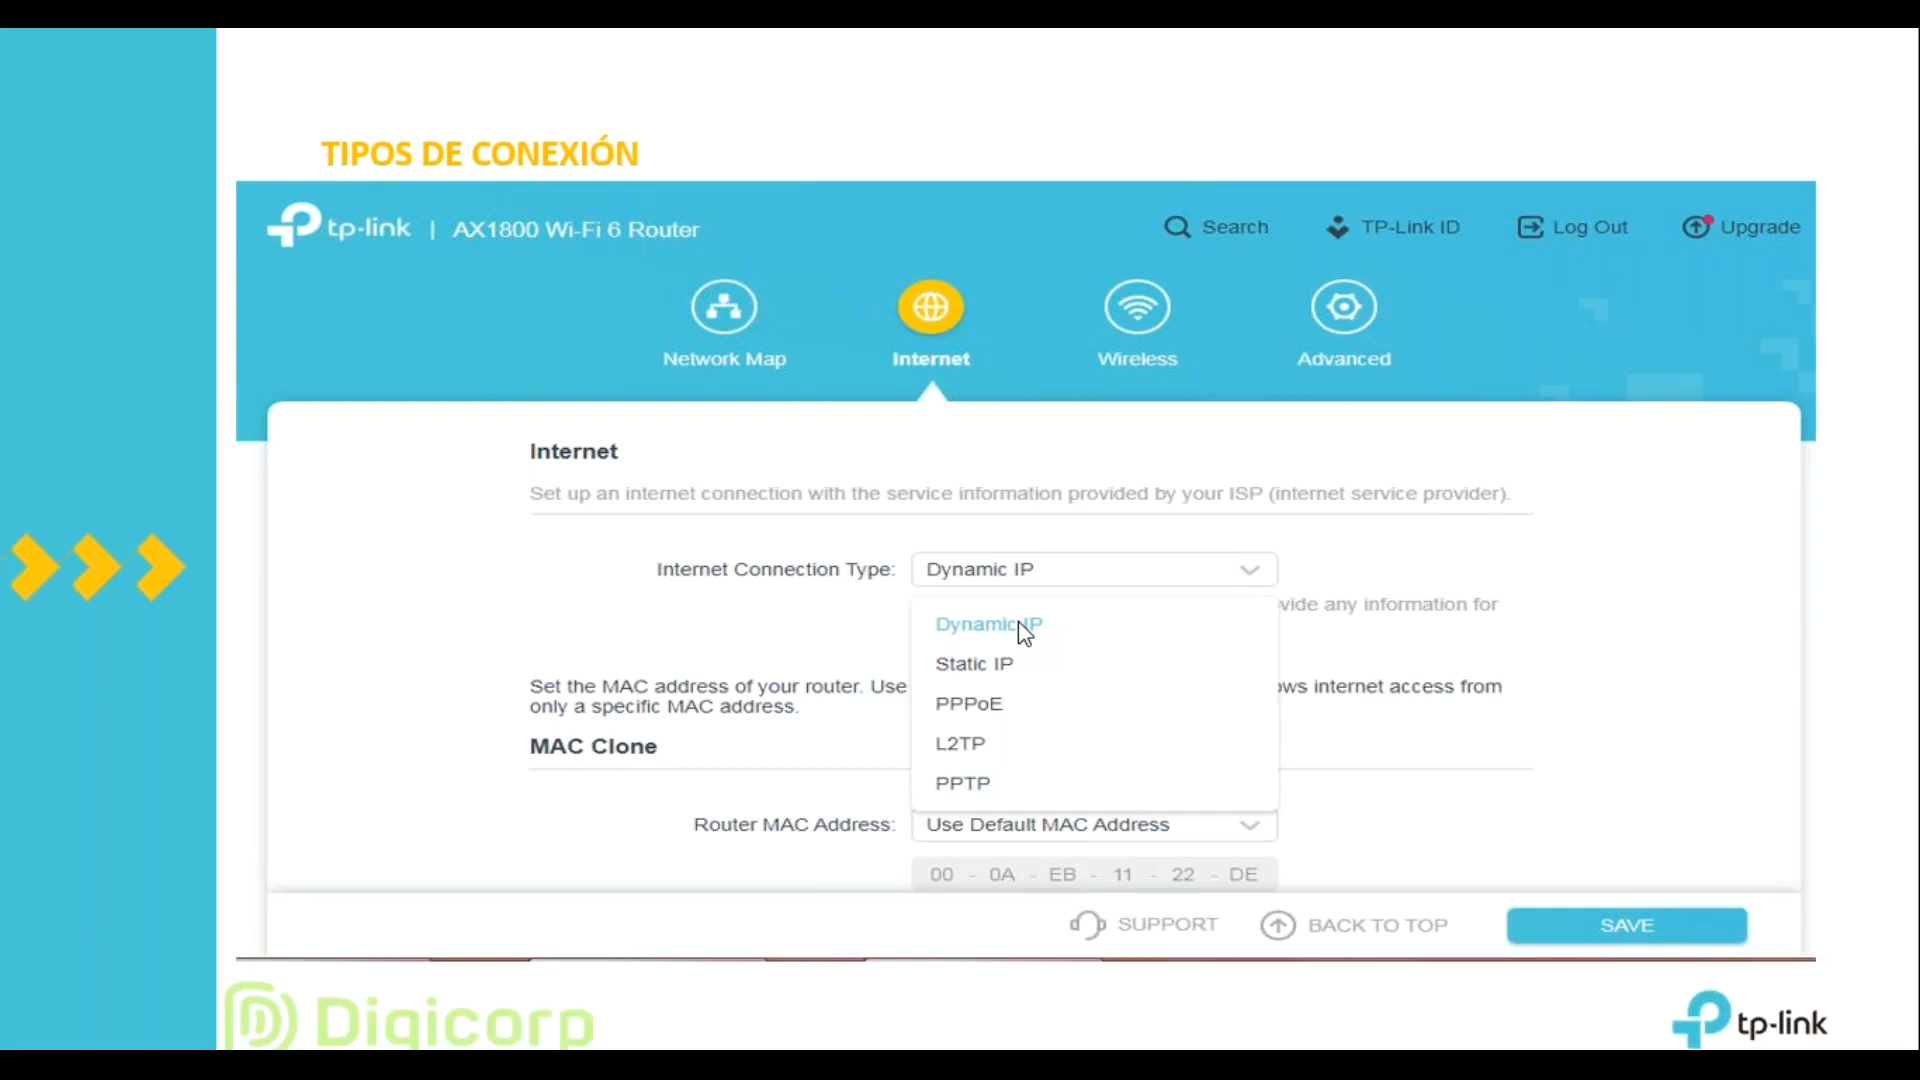 TIPOS DE CONEXIÓN
tp-link | AX1800 Wi-Fi 6 Router
Search
TP-Link ID
Log Out
Upgrade
Network Map
Internet
Wireless
Advanced
Internet
Set up an internet connection with the service information provided by your ISP (internet service provider).
Internet Connection Type:
Dynamic IP
vide any information for
Dynamic IP
Static IP
PPPoE
L2TP
PPTP
Set the MAC address of your router. Use
ows internet access from
only a specific MAC address.
MAC Clone
Router MAC Address:
Use Default MAC Address
00 - 0A - EB - 11 - 22 - DE
SUPPORT
BACK TO TOP
SAVE
Digicorp
tp-link